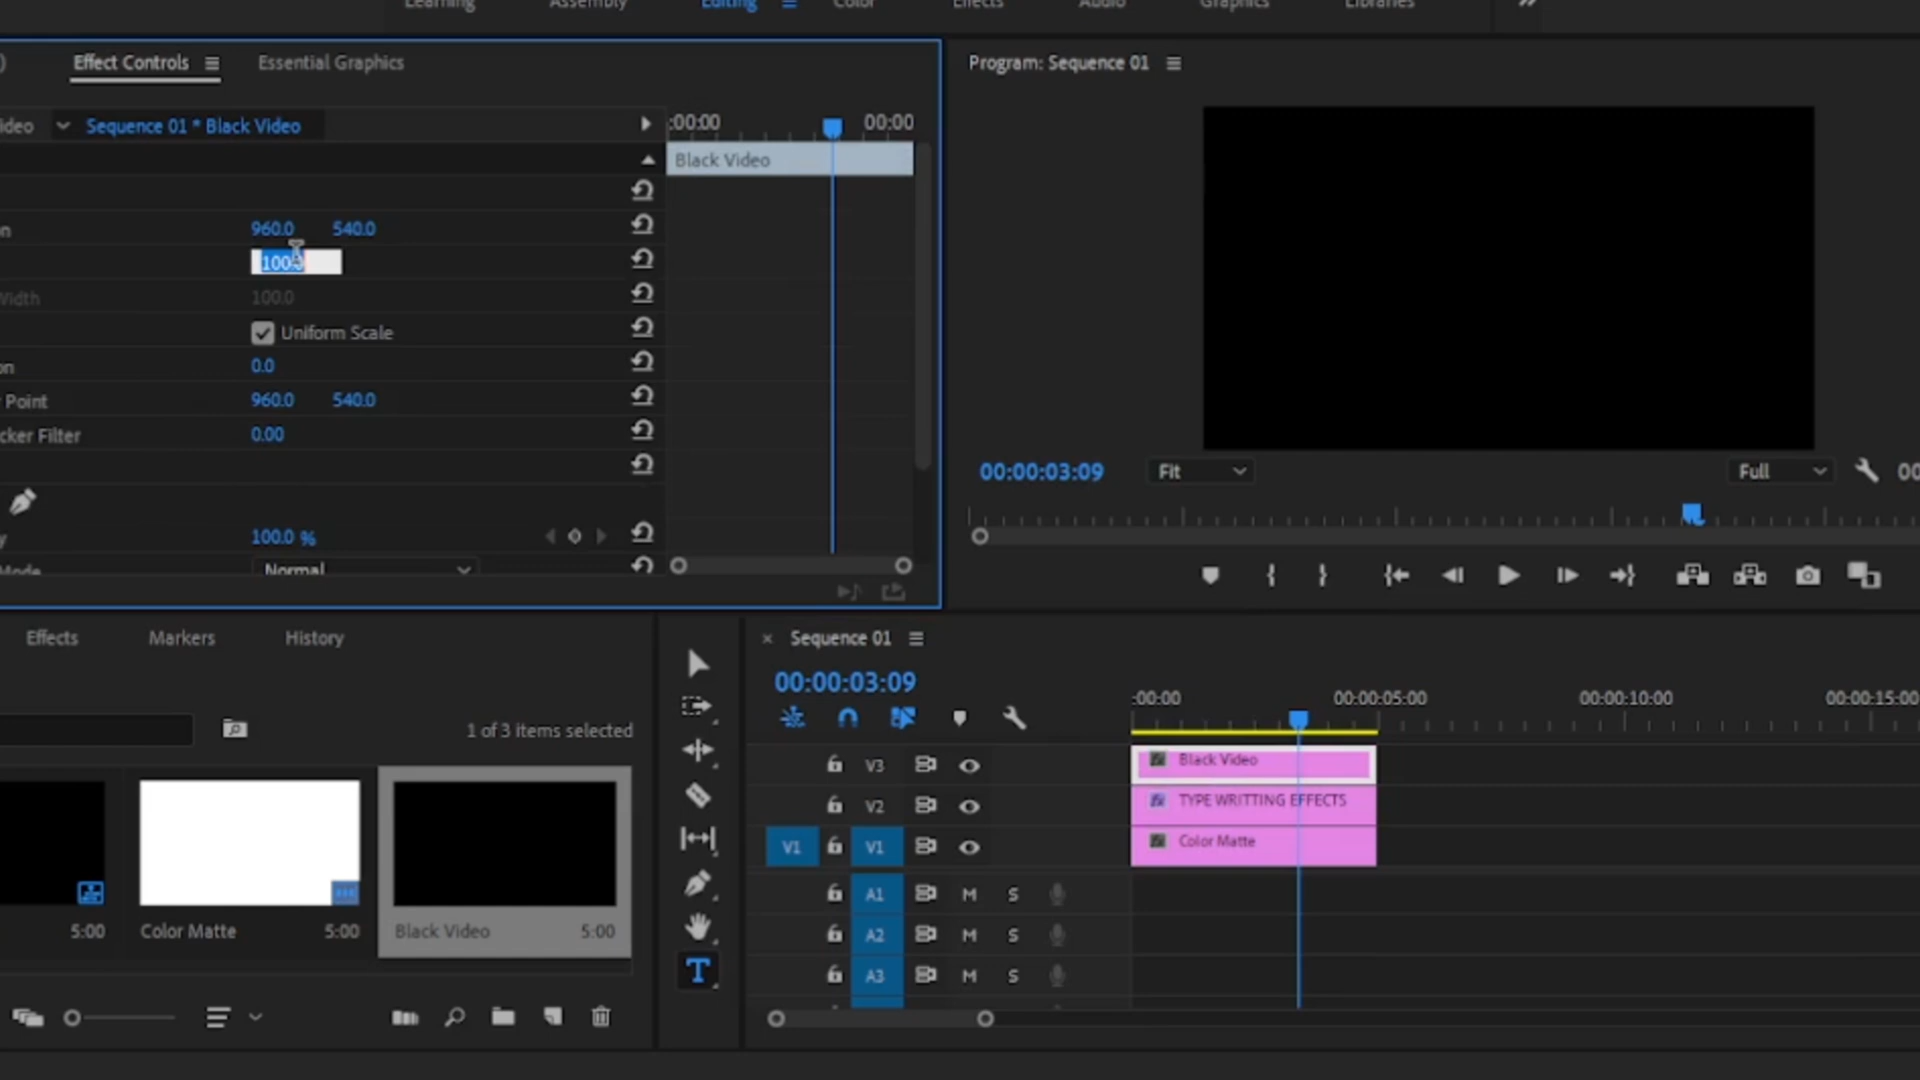 Learning Assembly Editing Color Effects Audio Graphics Libraries
Effect Controls Essential Graphics
Program: Sequence 01
Sequence 01 * Black Video
:00:00 00:00
Black Video
960.0 540.0
100.0
Width 100.0
Uniform Scale
0.0
Point 960.0 540.0
cker Filter 0.00
100.0 %
Mode Normal
00:00:03:09 Fit Full 00
Effects Markers History
1 of 3 items selected
5:00
Color Matte 5:00
Black Video 5:00
T
× Sequence 01
00:00:03:09
:00:00 00:00:05:00 00:00:10:00 00:00:15:00
V3 Black Video
V2 TYPE WRITTING EFFECTS
V1 V1 Color Matte
A1 M S
A2 M S
A3 M S